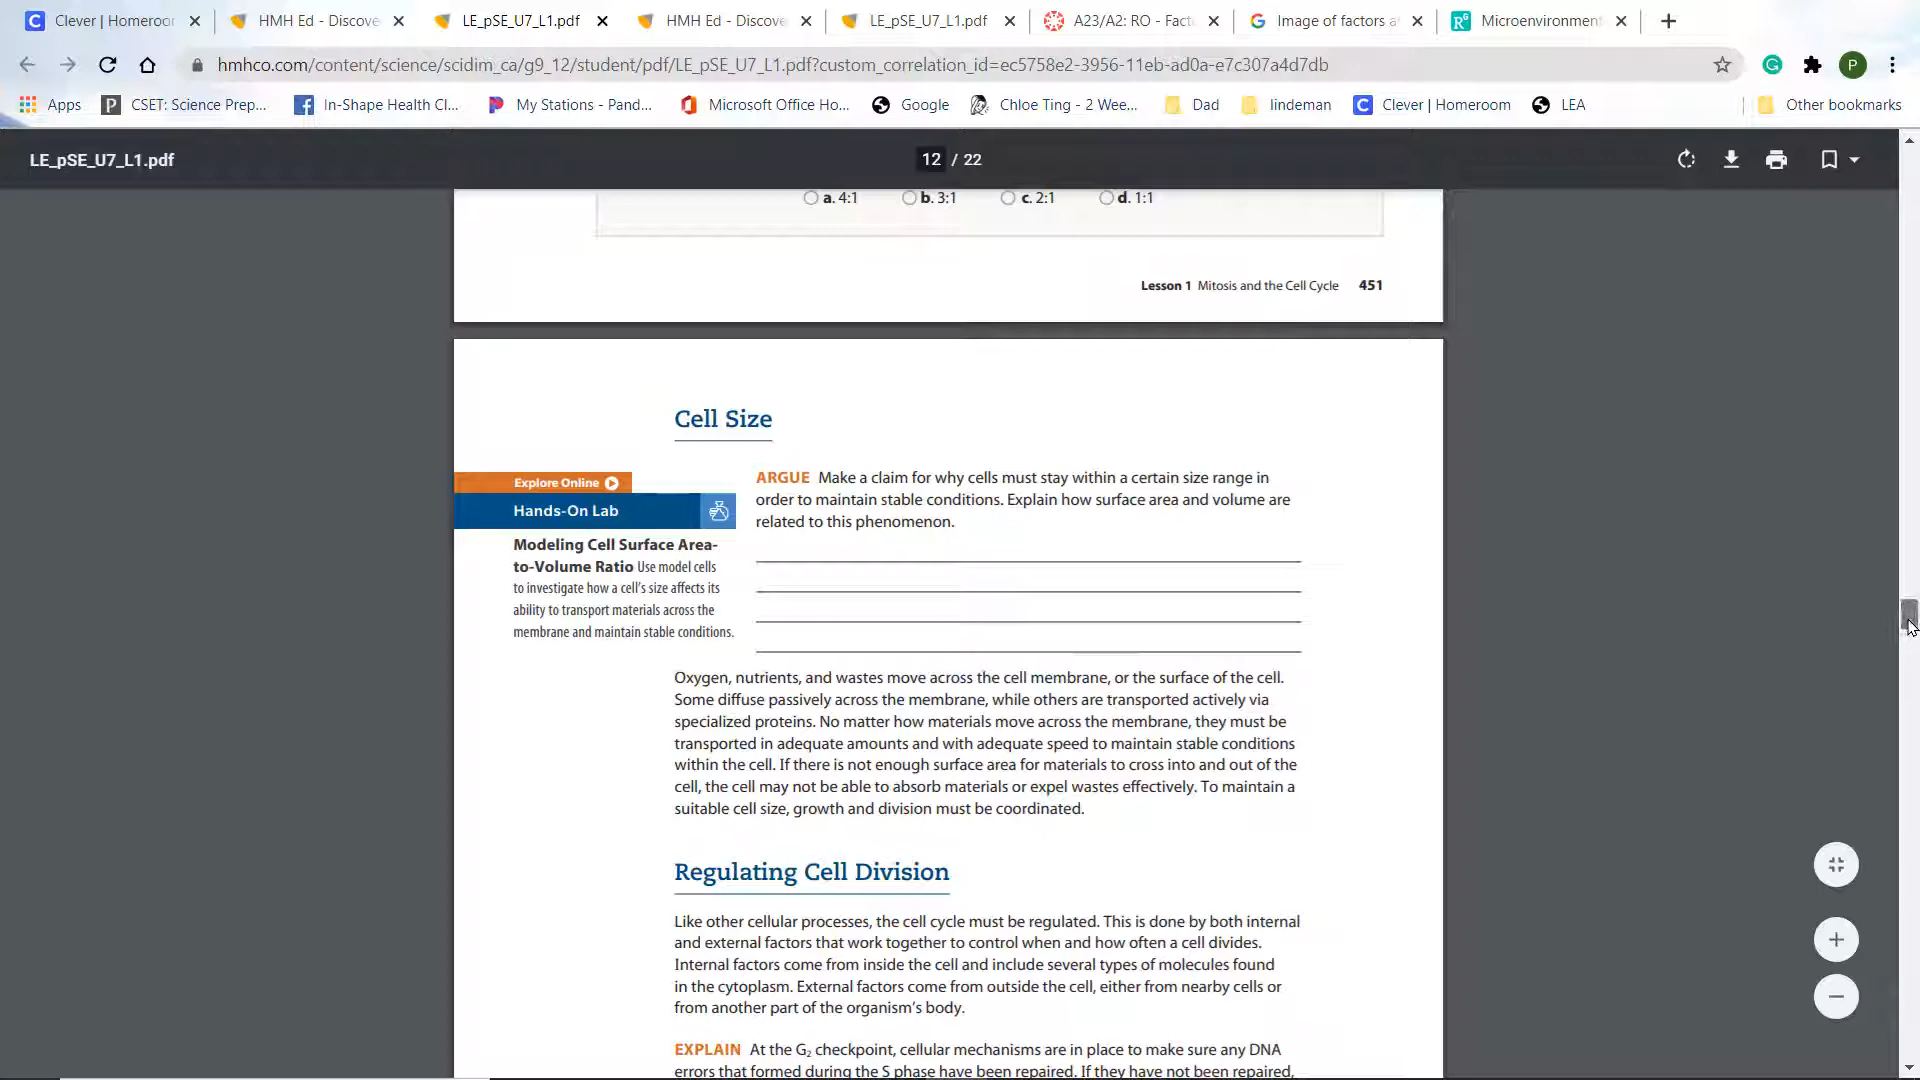 Clever | Homeroom
HMH Ed - Discove
LE_pSE_U7_L1.pdf
HMH Ed - Discove
LE_pSE_U7_L1.pdf
A23/A2: RO - Fact
Image of factors a
Microenvironment
hmhco.com/content/science/scidim_ca/g9_12/student/pdf/LE_pSE_U7_L1.pdf?custom_correlation_id=ec5758e2-3956-11eb-ad0a-e7c307a4d7db
P
Apps
CSET: Science Prep...
In-Shape Health Cl...
My Stations - Pand...
Microsoft Office Ho...
Google
Chloe Ting - 2 Wee...
Dad
lindeman
Clever | Homeroom
LEA
Other bookmarks
LE_pSE_U7_L1.pdf
12 / 22
a. 4:1 b. 3:1 c. 2:1 d. 1:1
Lesson 1 Mitosis and the Cell Cycle 451
Cell Size
Explore Online
Hands-On Lab
Modeling Cell Surface Area-
to-Volume Ratio Use model cells
to investigate how a cell's size affects its
ability to transport materials across the
membrane and maintain stable conditions.
ARGUE Make a claim for why cells must stay within a certain size range in
order to maintain stable conditions. Explain how surface area and volume are
related to this phenomenon.
Oxygen, nutrients, and wastes move across the cell membrane, or the surface of the cell.
Some diffuse passively across the membrane, while others are transported actively via
specialized proteins. No matter how materials move across the membrane, they must be
transported in adequate amounts and with adequate speed to maintain stable conditions
within the cell. If there is not enough surface area for materials to cross into and out of the
cell, the cell may not be able to absorb materials or expel wastes effectively. To maintain a
suitable cell size, growth and division must be coordinated.
Regulating Cell Division
Like other cellular processes, the cell cycle must be regulated. This is done by both internal
and external factors that work together to control when and how often a cell divides.
Internal factors come from inside the cell and include several types of molecules found
in the cytoplasm. External factors come from outside the cell, either from nearby cells or
from another part of the organism's body.
EXPLAIN At the G₂ checkpoint, cellular mechanisms are in place to make sure any DNA
errors that formed during the S phase have been repaired. If they have not been repaired,